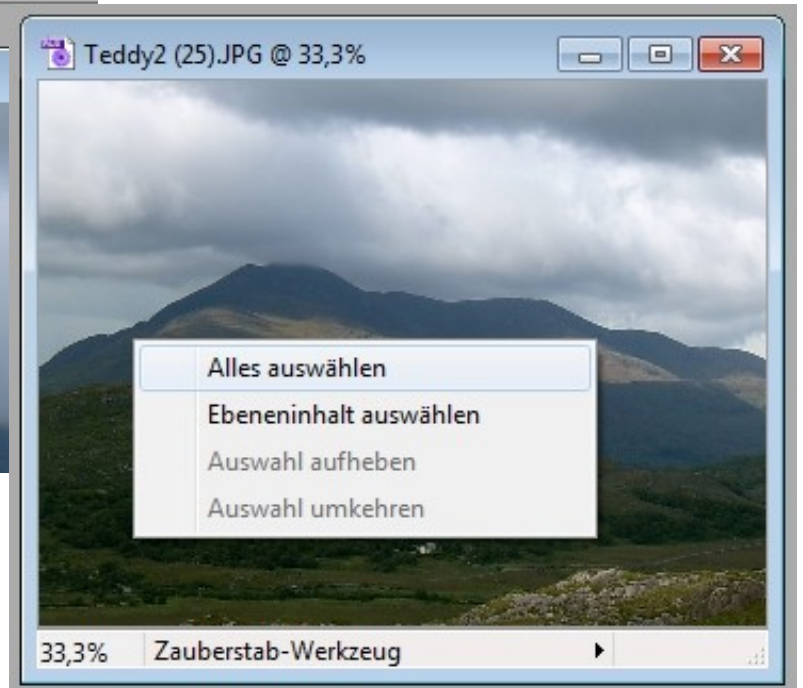 Teddy2 (25).JPG @ 33,3%
Alles auswählen
Ebeneninhalt auswählen
Auswahl aufheben
Auswahl umkehren
33,3% Zauberstab-Werkzeug